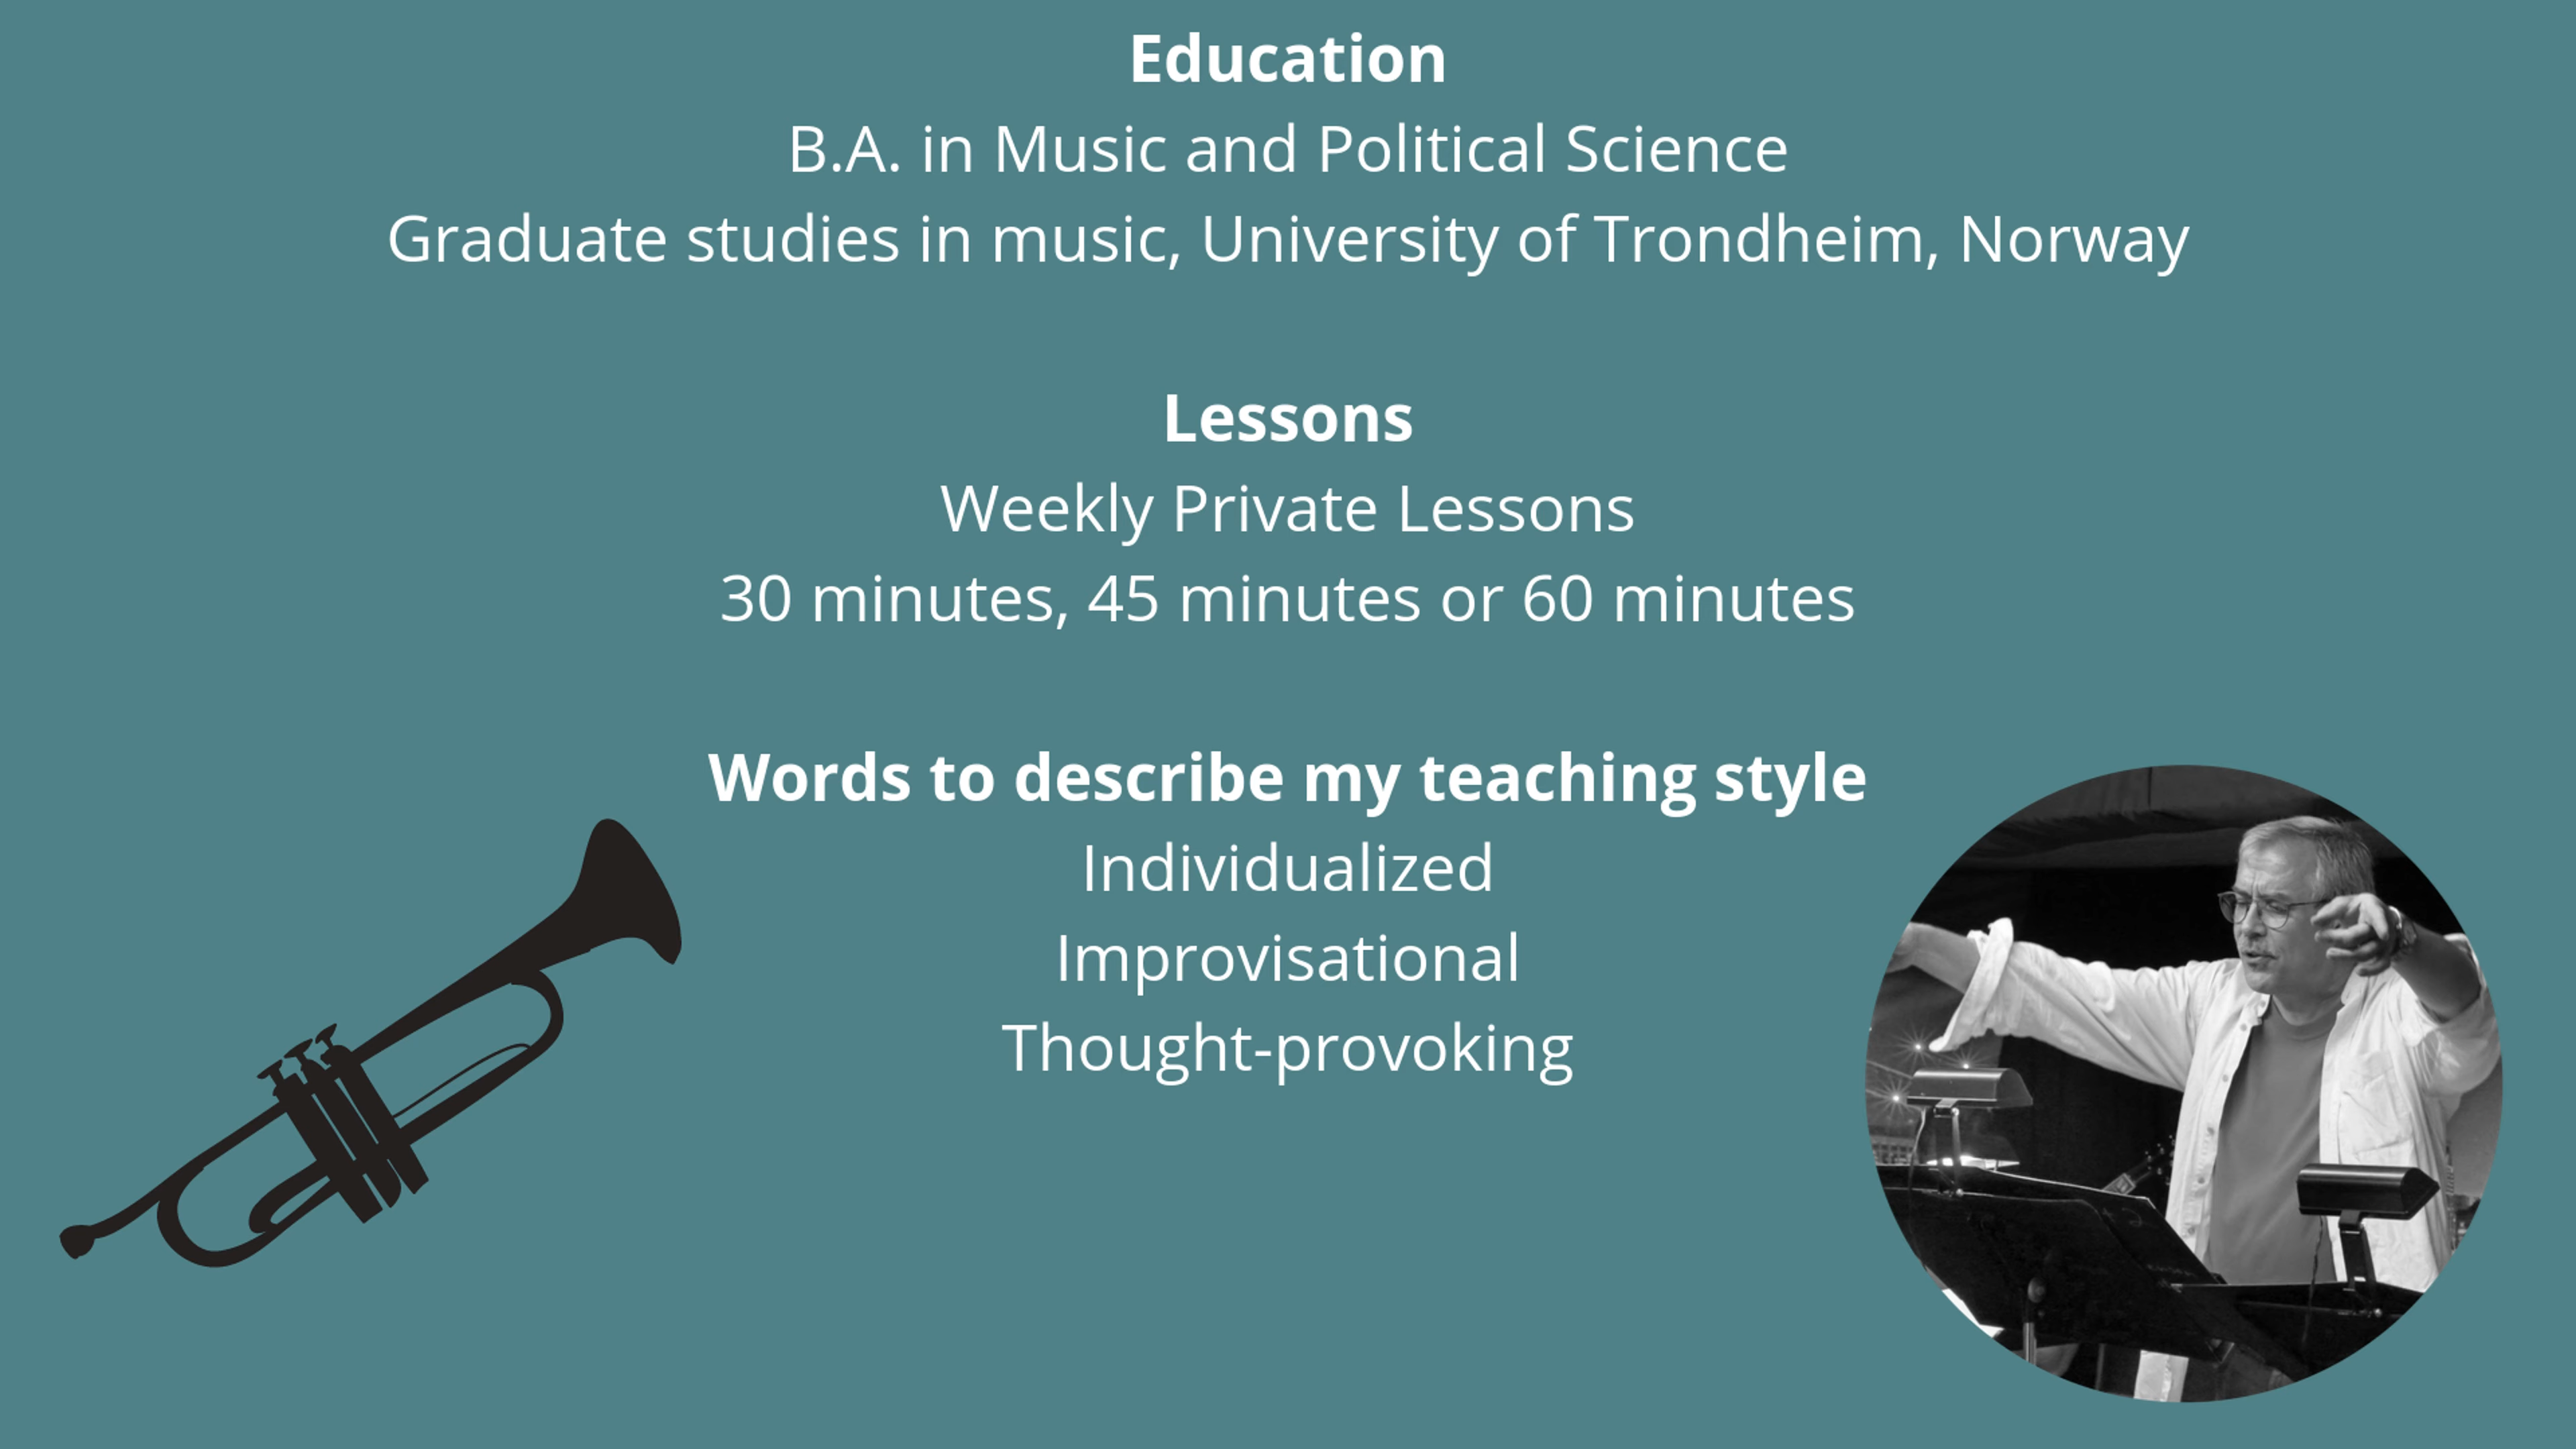 Education
B.A. in Music and Political Science
Graduate studies in music, University of Trondheim, Norway
Lessons
Weekly Private Lessons
30 minutes, 45 minutes or 60 minutes
Words to describe my teaching style
Individualized
Improvisational
Thought-provoking